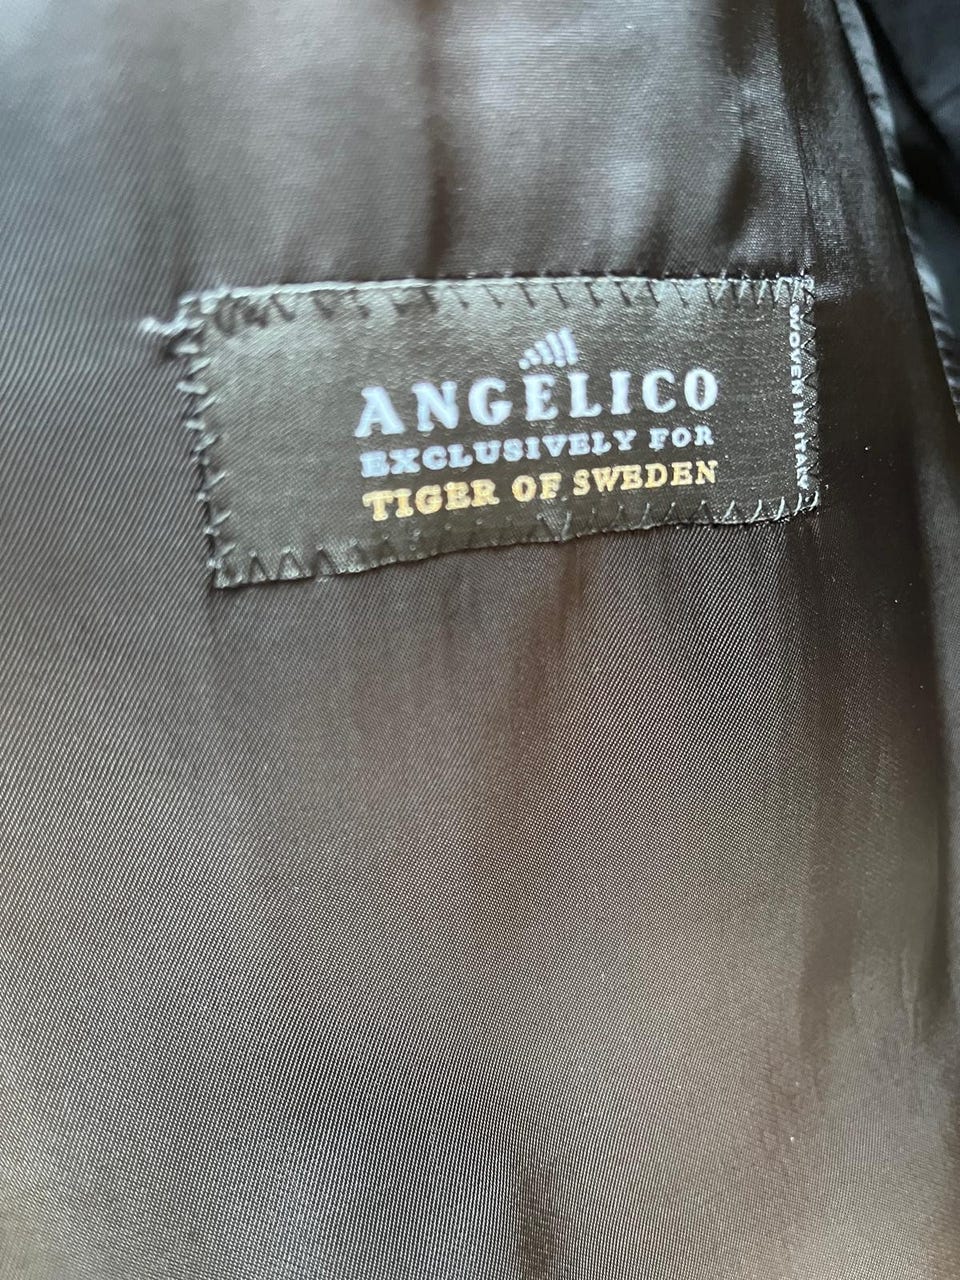 ANGELICO
EXCLUSIVELY FOR
TIGER OF SWEDEN
WOVEN IN ITALY